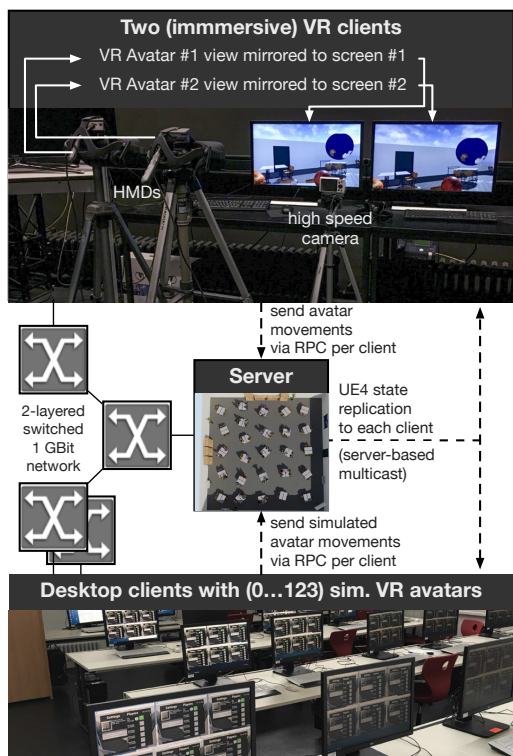 Two (immmersive) VR clients
VR Avatar #1 view mirrored to screen #1
VR Avatar #2 view mirrored to screen #2
HMDs
high speed
camera
send avatar
movements
via RPC per client
Server
2-layered
switched
1 GBit
network
UE4 state
replication
to each client
(server-based
multicast)
send simulated
avatar movements
via RPC per client
Desktop clients with (0...123) sim. VR avatars
Settings
Players